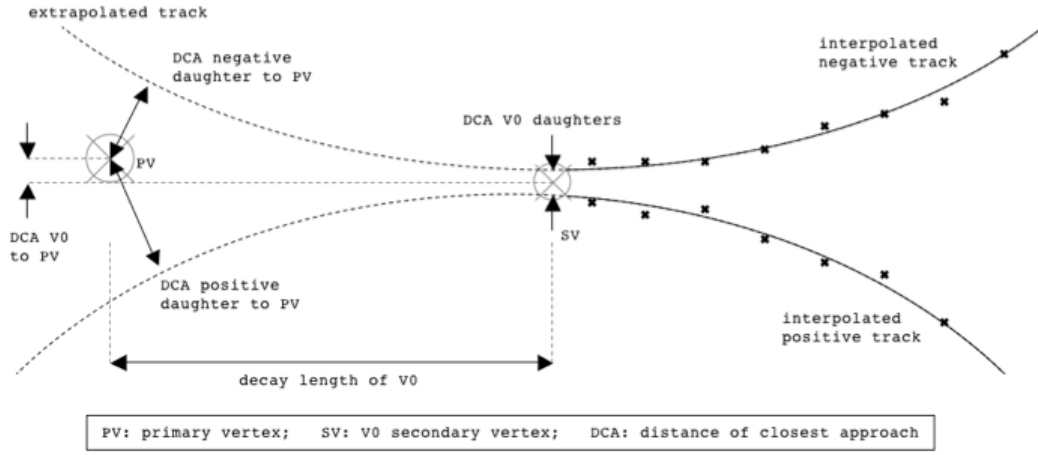 extrapolated track
DCA negative
daughter to PV
interpolated
negative track
DCA V0 daughters
PV
DCA V0
to PV
SV
DCA positive
daughter to PV
interpolated
positive track
decay length of V0
PV: primary vertex; SV: V0 secondary vertex; DCA: distance of closest approach